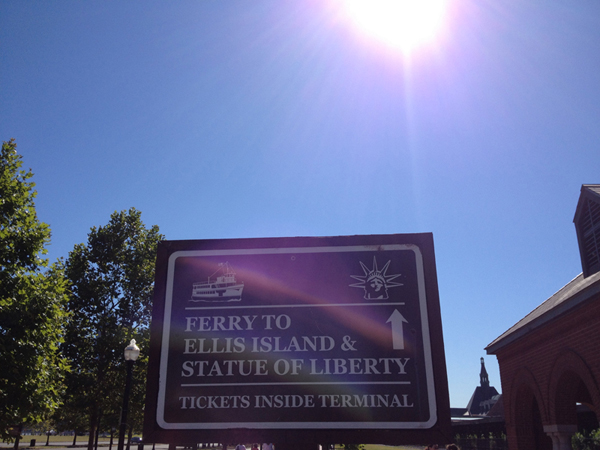 FERRY TO
ELLIS ISLAND &
STATUE OF LIBERTY
TICKETS INSIDE TERMINAL